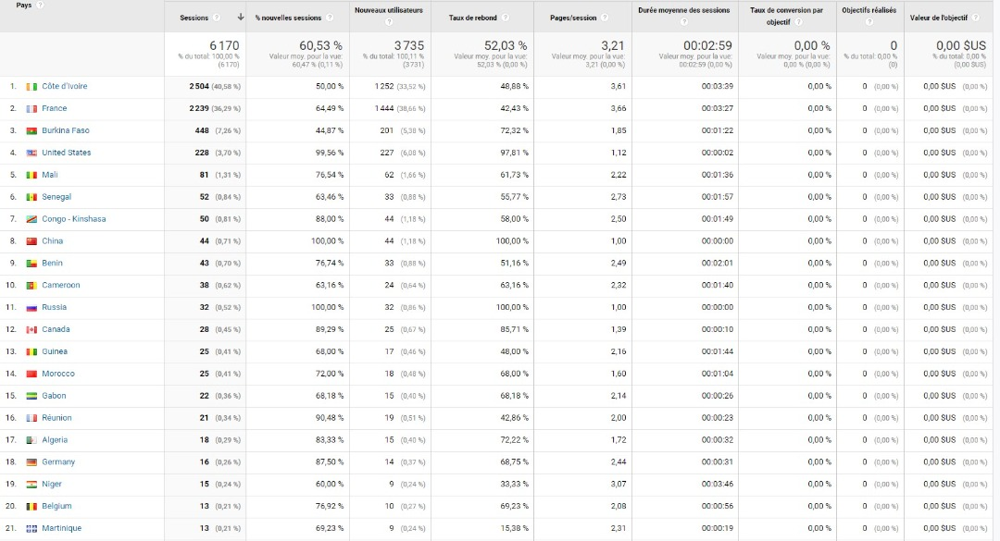 Pays ?
Sessions ? ↓ % nouvelles sessions ? Nouveaux utilisateurs ? Taux de rebond ? Pages/session ? Durée moyenne des sessions ? Taux de conversion par objectif ? Objectifs réalisés ? Valeur de l'objectif ?
6 170 60,53 % 3 735 52,03 % 3,21 00:02:59 0,00 % 0 0,00 $US
% du total: 100,00 % Valeur moy. pour la vue: % du total: 100,11 % Valeur moy. pour la vue: Valeur moy. pour la vue: Valeur moy. pour la vue: Valeur moy. pour la vue: % du total: 0,00 % % du total: 0,00 %
(6 170) 60,47 % (0,11 %) (3 731) 52,03 % (0,00 %) 3,21 (0,00 %) 00:02:59 (0,00 %) 0,00 % (0,00 %) (0) (0,00 $US)
1. Côte d'Ivoire 2 504 (40,58 %) 50,00 % 1 252 (33,52 %) 48,88 % 3,61 00:03:39 0,00 % 0 (0,00 %) 0,00 $US (0,00 %)
2. France 2 239 (36,29 %) 64,49 % 1 444 (38,66 %) 42,43 % 3,66 00:03:27 0,00 % 0 (0,00 %) 0,00 $US (0,00 %)
3. Burkina Faso 448 (7,26 %) 44,87 % 201 (5,38 %) 72,32 % 1,85 00:01:22 0,00 % 0 (0,00 %) 0,00 $US (0,00 %)
4. United States 228 (3,70 %) 99,56 % 227 (6,08 %) 97,81 % 1,12 00:00:02 0,00 % 0 (0,00 %) 0,00 $US (0,00 %)
5. Mali 81 (1,31 %) 76,54 % 62 (1,66 %) 61,73 % 2,22 00:01:36 0,00 % 0 (0,00 %) 0,00 $US (0,00 %)
6. Senegal 52 (0,84 %) 63,46 % 33 (0,88 %) 55,77 % 2,73 00:01:57 0,00 % 0 (0,00 %) 0,00 $US (0,00 %)
7. Congo - Kinshasa 50 (0,81 %) 88,00 % 44 (1,18 %) 58,00 % 2,50 00:01:49 0,00 % 0 (0,00 %) 0,00 $US (0,00 %)
8. China 44 (0,71 %) 100,00 % 44 (1,18 %) 100,00 % 1,00 00:00:00 0,00 % 0 (0,00 %) 0,00 $US (0,00 %)
9. Benin 43 (0,70 %) 76,74 % 33 (0,88 %) 51,16 % 2,49 00:02:01 0,00 % 0 (0,00 %) 0,00 $US (0,00 %)
10. Cameroon 38 (0,62 %) 63,16 % 24 (0,64 %) 63,16 % 2,32 00:01:40 0,00 % 0 (0,00 %) 0,00 $US (0,00 %)
11. Russia 32 (0,52 %) 100,00 % 32 (0,86 %) 100,00 % 1,00 00:00:00 0,00 % 0 (0,00 %) 0,00 $US (0,00 %)
12. Canada 28 (0,45 %) 89,29 % 25 (0,67 %) 85,71 % 1,39 00:00:10 0,00 % 0 (0,00 %) 0,00 $US (0,00 %)
13. Guinea 25 (0,41 %) 68,00 % 17 (0,46 %) 48,00 % 2,16 00:01:44 0,00 % 0 (0,00 %) 0,00 $US (0,00 %)
14. Morocco 25 (0,41 %) 72,00 % 18 (0,48 %) 68,00 % 1,60 00:01:04 0,00 % 0 (0,00 %) 0,00 $US (0,00 %)
15. Gabon 22 (0,36 %) 68,18 % 15 (0,40 %) 68,18 % 2,14 00:00:26 0,00 % 0 (0,00 %) 0,00 $US (0,00 %)
16. Réunion 21 (0,34 %) 90,48 % 19 (0,51 %) 42,86 % 2,00 00:00:23 0,00 % 0 (0,00 %) 0,00 $US (0,00 %)
17. Algeria 18 (0,29 %) 83,33 % 15 (0,40 %) 72,22 % 1,72 00:00:32 0,00 % 0 (0,00 %) 0,00 $US (0,00 %)
18. Germany 16 (0,26 %) 87,50 % 14 (0,37 %) 68,75 % 2,44 00:00:31 0,00 % 0 (0,00 %) 0,00 $US (0,00 %)
19. Niger 15 (0,24 %) 60,00 % 9 (0,24 %) 33,33 % 3,07 00:03:46 0,00 % 0 (0,00 %) 0,00 $US (0,00 %)
20. Belgium 13 (0,21 %) 76,92 % 10 (0,27 %) 69,23 % 2,08 00:00:56 0,00 % 0 (0,00 %) 0,00 $US (0,00 %)
21. Martinique 13 (0,21 %) 69,23 % 9 (0,24 %) 15,38 % 2,31 00:00:19 0,00 % 0 (0,00 %) 0,00 $US (0,00 %)